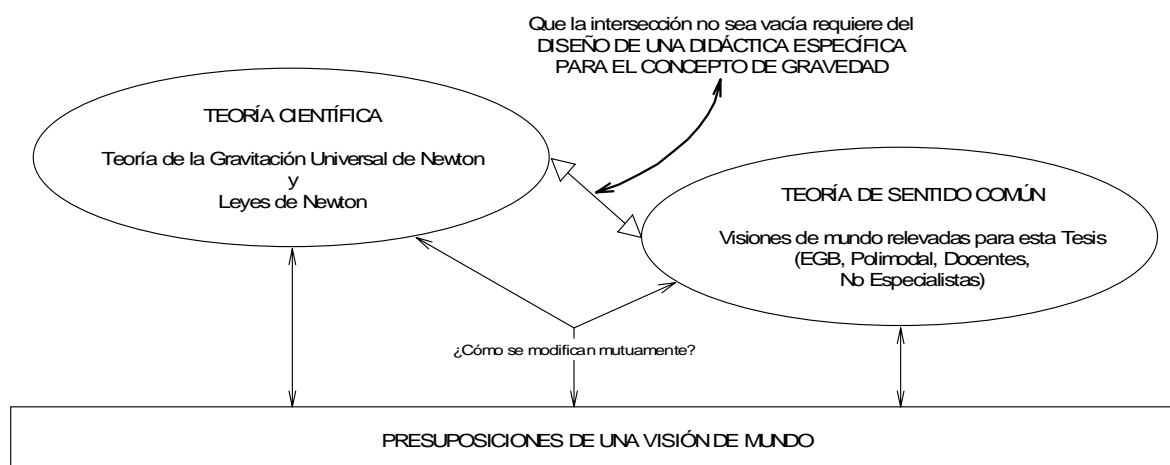 Que la intersección no sea vacía requiere del
DISEÑO DE UNA DIDÁCTICA ESPECÍFICA
PARA EL CONCEPTO DE GRAVEDAD
TEORÍA CIENTÍFICA
Teoría de la Gravitación Universal de Newton
y
Leyes de Newton
TEORÍA DE SENTIDO COMÚN
Visiones de mundo relevadas para esta Tesis
(EGB, Polimodal, Docentes,
No Especialistas)
¿Cómo se modifican mutuamente?
PRESUPOSICIONES DE UNA VISIÓN DE MUNDO